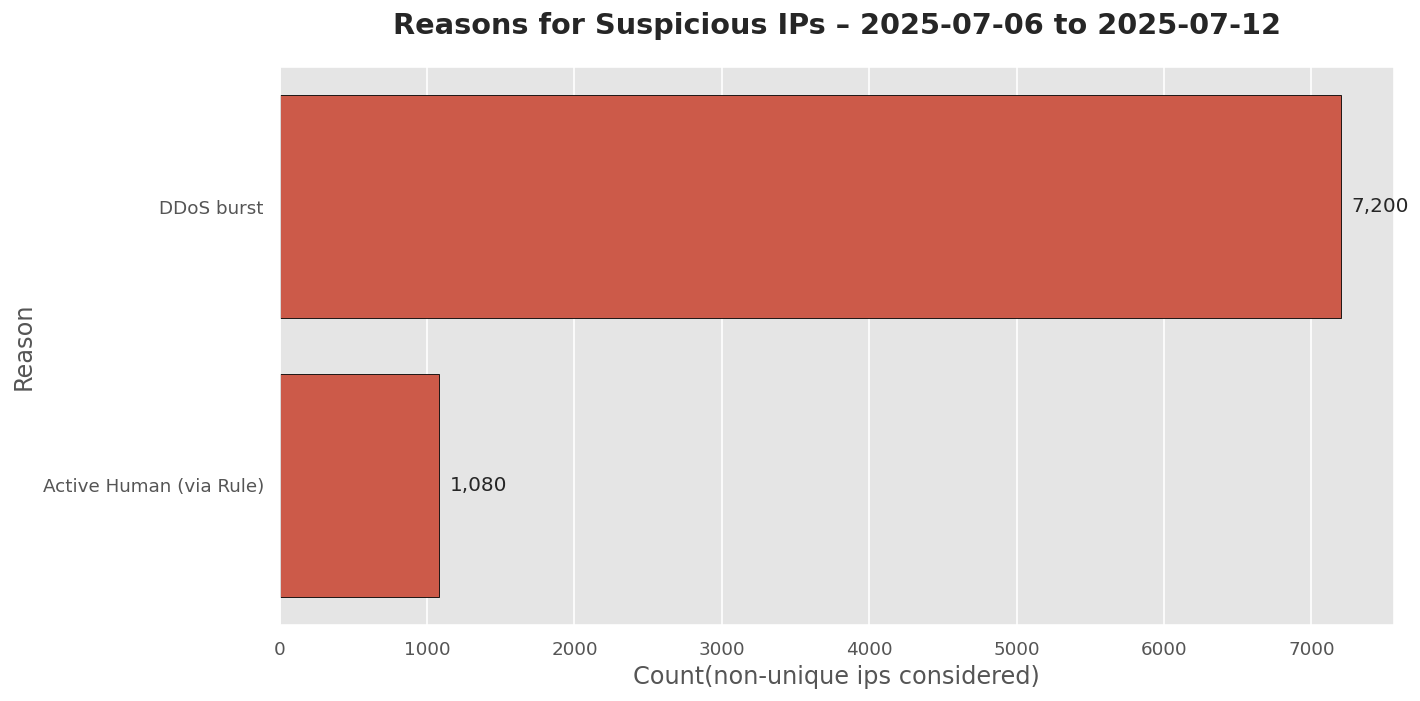 Reasons for Suspicious IPs – 2025-07-06 to 2025-07-12
DDoS burst
7,200
Reason
Active Human (via Rule)
1,080
0 1000 2000 3000 4000 5000 6000 7000
Count(non-unique ips considered)